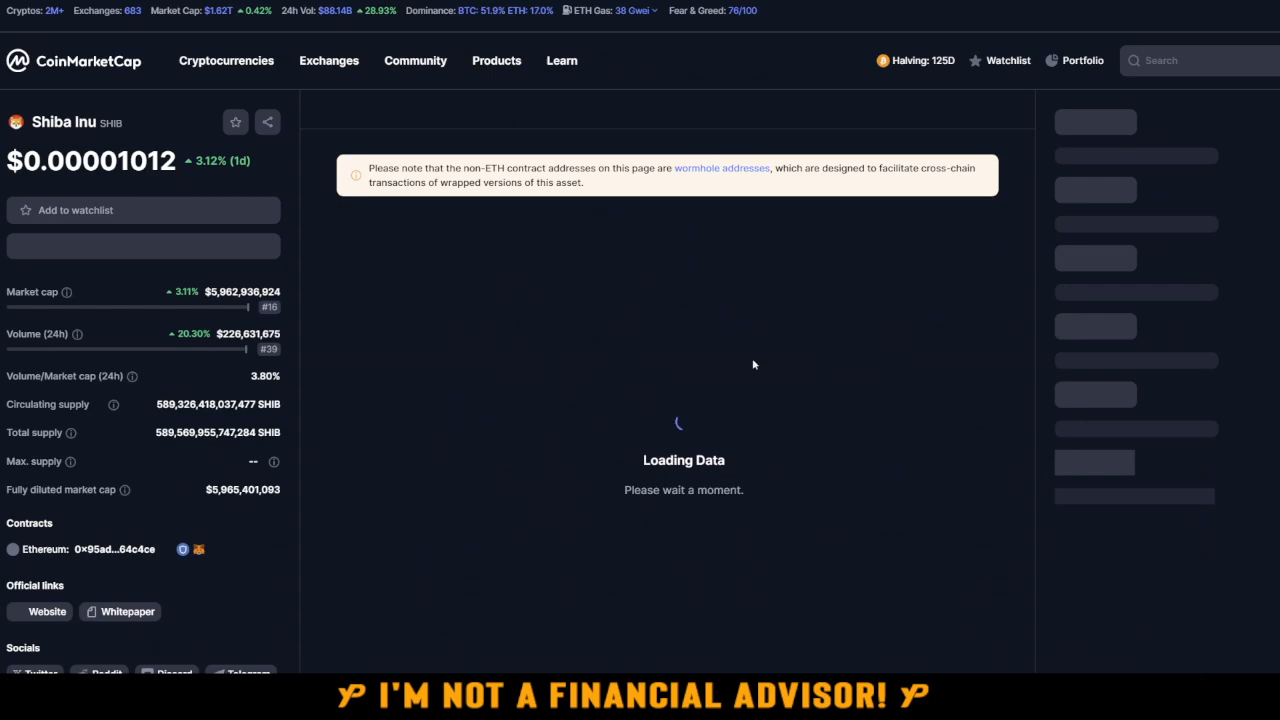 Cryptos: 2M+ Exchanges: 683 Market Cap: $1.62T 0.42% 24h Vol: $88.14B 28.93% Dominance: BTC: 51.9% ETH: 17.0% ETH Gas: 38 Gwei Fear & Greed: 76/100
CoinMarketCap Cryptocurrencies Exchanges Community Products Learn Halving: 125D Watchlist Portfolio Search
Shiba Inu SHIB
$0.00001012 3.12% (1d)
Add to watchlist
Please note that the non-ETH contract addresses on this page are wormhole addresses, which are designed to facilitate cross-chain
transactions of wrapped versions of this asset.
Market cap 3.11% $5,962,936,924
#16
Volume (24h) 20.30% $226,631,675
#39
Volume/Market cap (24h) 3.80%
Circulating supply 589,326,418,037,477 SHIB
Total supply 589,569,955,747,284 SHIB
Max. supply --
Fully diluted market cap $5,965,401,093
Loading Data
Please wait a moment.
Contracts
Ethereum: 0x95ad...64c4ce
Official links
Website Whitepaper
Socials
Twitter Reddit Discord Telegram
YP I'M NOT A FINANCIAL ADVISOR! YP